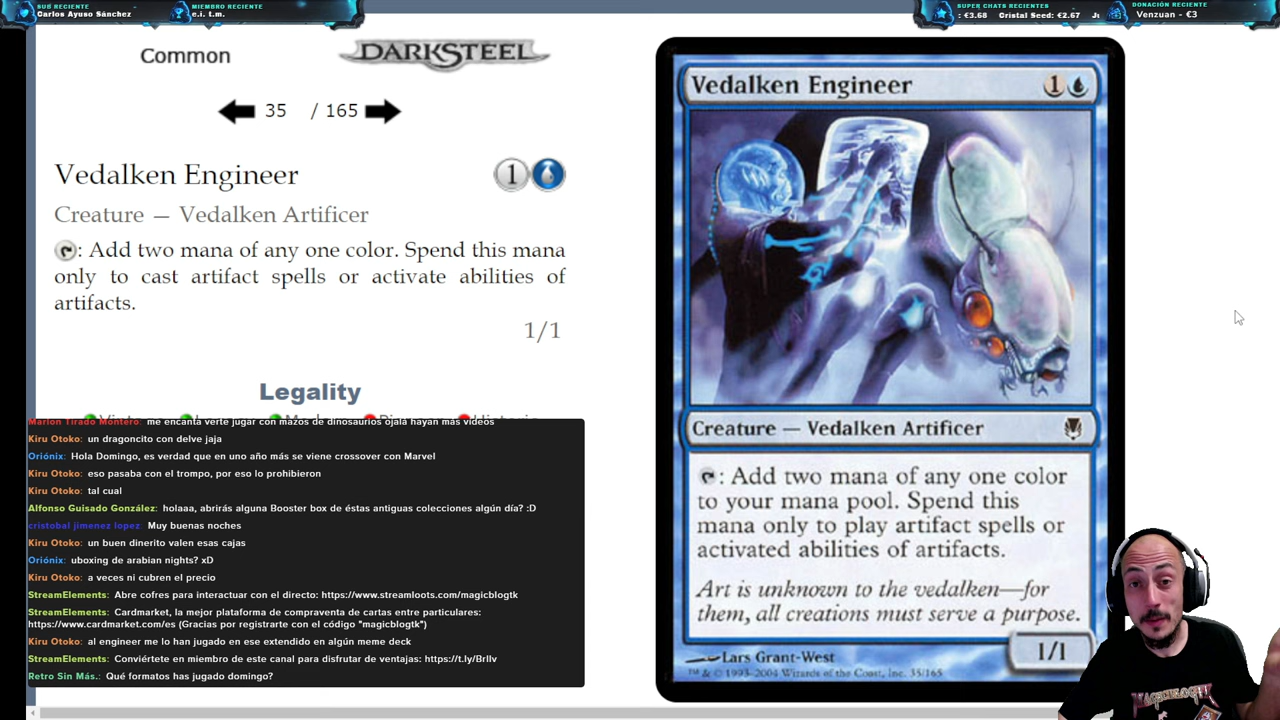 SUB RECIENTE
Carlos Ayuso Sánchez
MIEMBRO RECIENTE
e.i. t.m.
SUPER CHATS RECIENTES
: €3.68 Cristal Seed: €2.67
DONACIÓN RECIENTE
Venzuan - €3
Common
DARKSTEEL
35 / 165
Vedalken Engineer
1
Creature — Vedalken Artificer
: Add two mana of any one color. Spend this mana
only to cast artifact spells or activate abilities of
artifacts.
1/1
Legality
Marlon Tirado Montero: me encanta verte jugar con mazos de dinosaurios ojala hayan mas videos
Kiru Otoko: un dragoncito con delve jaja
Oriónix: Hola Domingo, es verdad que en uno año más se viene crossover con Marvel
Kiru Otoko: eso pasaba con el trompo, por eso lo prohibieron
Kiru Otoko: tal cual
Alfonso Guisado González: holaaa, abrirás alguna Booster box de éstas antiguas colecciones algún día? :D
cristobal jimenez lopez: Muy buenas noches
Kiru Otoko: un buen dinerito valen esas cajas
Oriónix: uboxing de arabian nights? xD
Kiru Otoko: a veces ni cubren el precio
StreamElements: Abre cofres para interactuar con el directo: https://www.streamloots.com/magicblogtk
StreamElements: Cardmarket, la mejor plataforma de compraventa de cartas entre particulares:
https://www.cardmarket.com/es (Gracias por registrarte con el código "magicblogtk")
Kiru Otoko: al engineer me lo han jugado en ese extendido en algún meme deck
StreamElements: Conviértete en miembro de este canal para disfrutar de ventajas: https://t.ly/BrlIv
Retro Sin Más.: Qué formatos has jugado domingo?
Vedalken Engineer
1
Creature — Vedalken Artificer
: Add two mana of any one color
to your mana pool. Spend this
mana only to play artifact spells or
activated abilities of artifacts.
Art is unknown to the vedalken—for
them, all creations must serve a purpose.
Lars Grant-West
1/1
™ & © 1993–2004 Wizards of the Coast, Inc. 35/165
MAGICBLOGTK